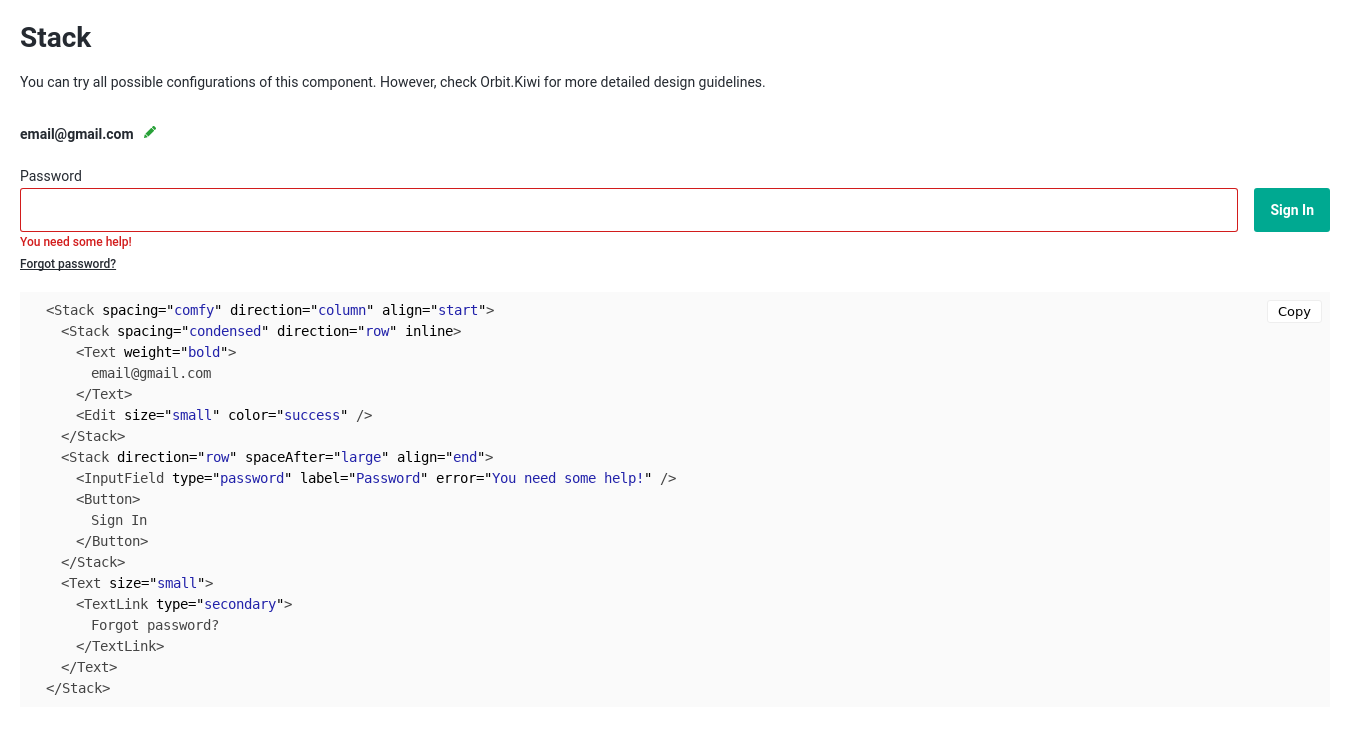 Stack
You can try all possible configurations of this component. However, check Orbit.Kiwi for more detailed design guidelines.
email@gmail.com
Password
Sign In
You need some help!
Forgot password?
Copy
<Stack spacing="comfy" direction="column" align="start">
<Stack spacing="condensed" direction="row" inline>
<Text weight="bold">
email@gmail.com
</Text>
<Edit size="small" color="success" />
</Stack>
<Stack direction="row" spaceAfter="large" align="end">
<InputField type="password" label="Password" error="You need some help!" />
<Button>
Sign In
</Button>
</Stack>
<Text size="small">
<TextLink type="secondary">
Forgot password?
</TextLink>
</Text>
</Stack>